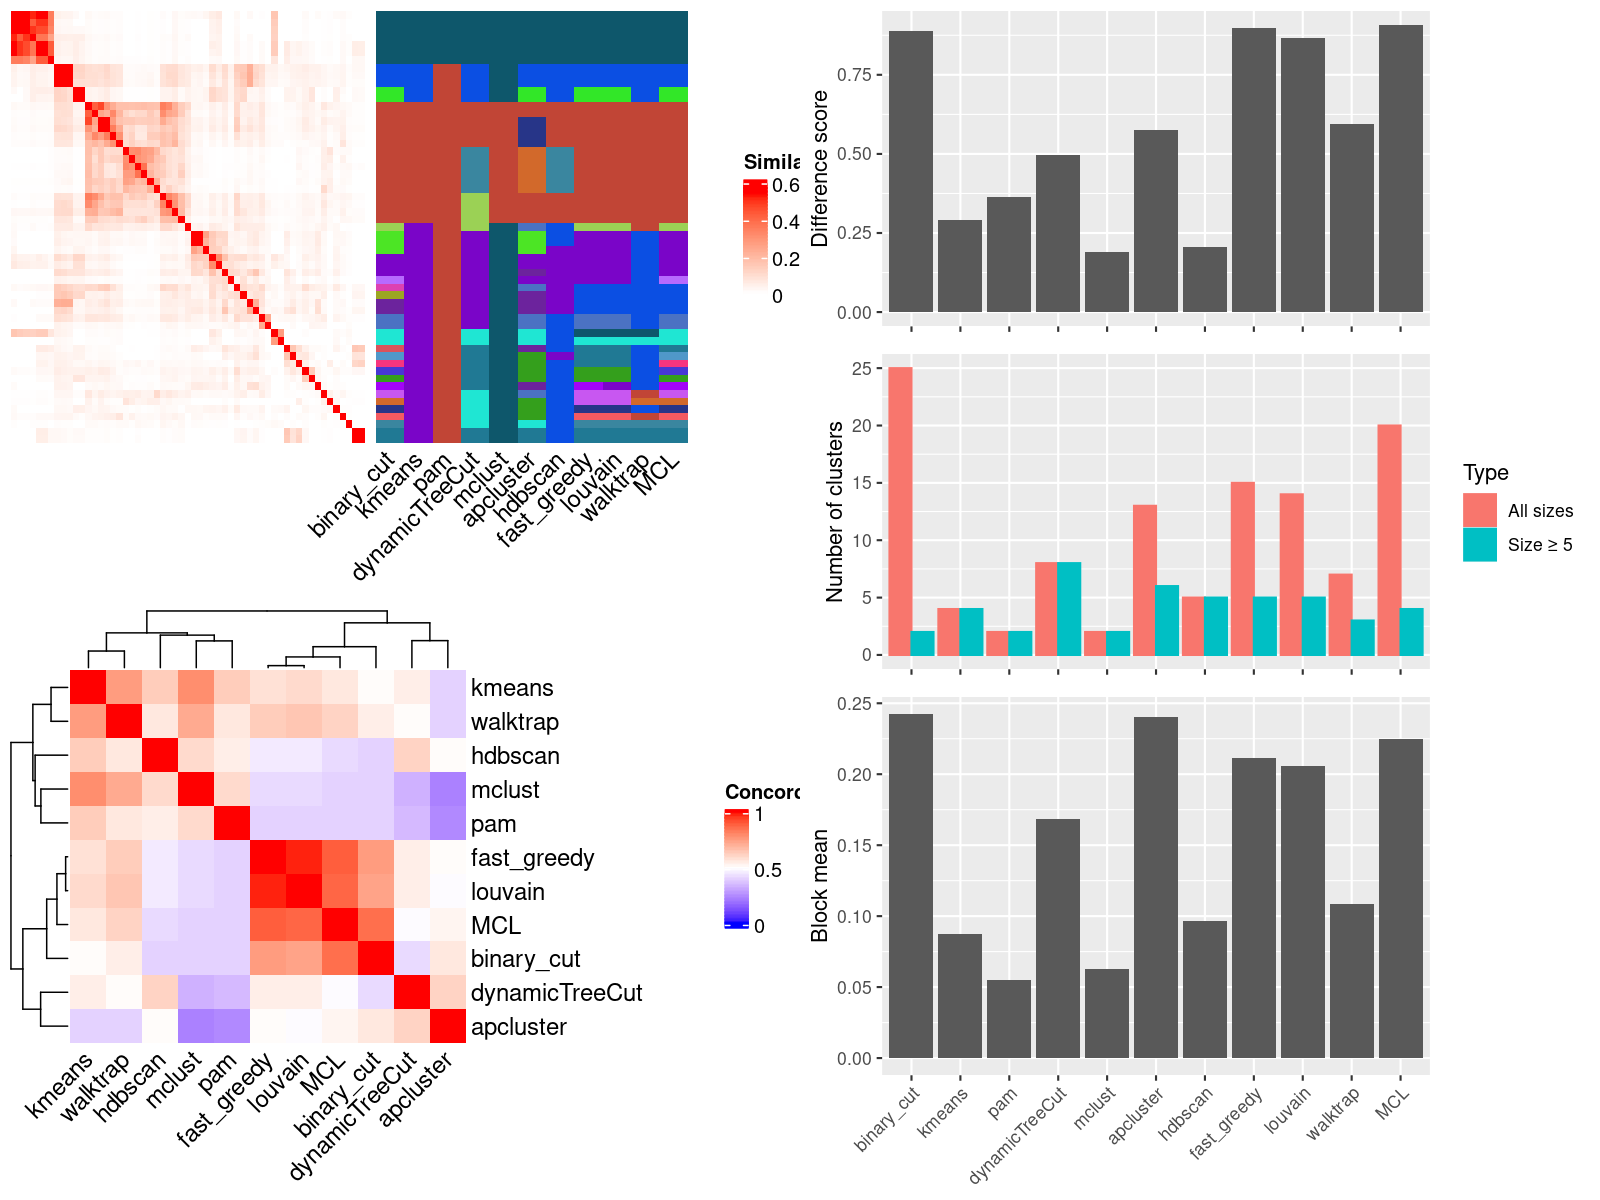 Simila
0.6
0.4
0.2
0
binary_cut
kmeans
pam
dynamicTreeCut
mclust
apcluster
hdbscan
fast_greedy
louvain
walktrap
MCL
Concord
1
0.5
0
kmeans
walktrap
hdbscan
mclust
pam
fast_greedy
louvain
MCL
binary_cut
dynamicTreeCut
apcluster
kmeans
walktrap
hdbscan
mclust
pam
fast_greedy
louvain
MCL
binary_cut
dynamicTreeCut
apcluster
Difference score
0.75
0.50
0.25
0.00
Number of clusters
25
20
15
10
5
0
Type
All sizes
Size ≥ 5
Block mean
0.25
0.20
0.15
0.10
0.05
0.00
binary_cut
kmeans
pam
dynamicTreeCut
mclust
apcluster
hdbscan
fast_greedy
louvain
walktrap
MCL